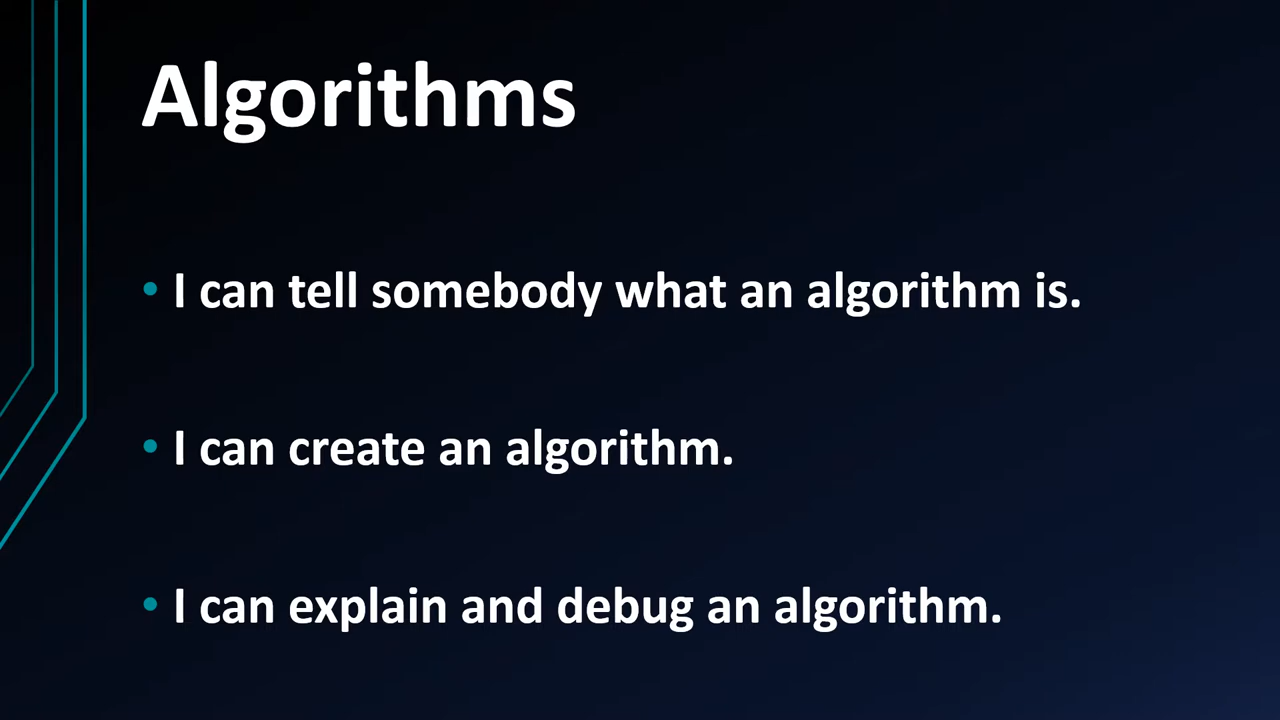 Algorithms
• I can tell somebody what an algorithm is.
• I can create an algorithm.
• I can explain and debug an algorithm.